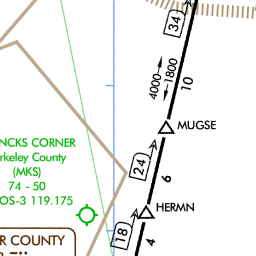 34
4000
1800
10
MUGSE
NCKS CORNER
rkeley County
(MKS)
74 - 50
OS-3 119.175
24
6
HERMN
18
4
R COUNTY